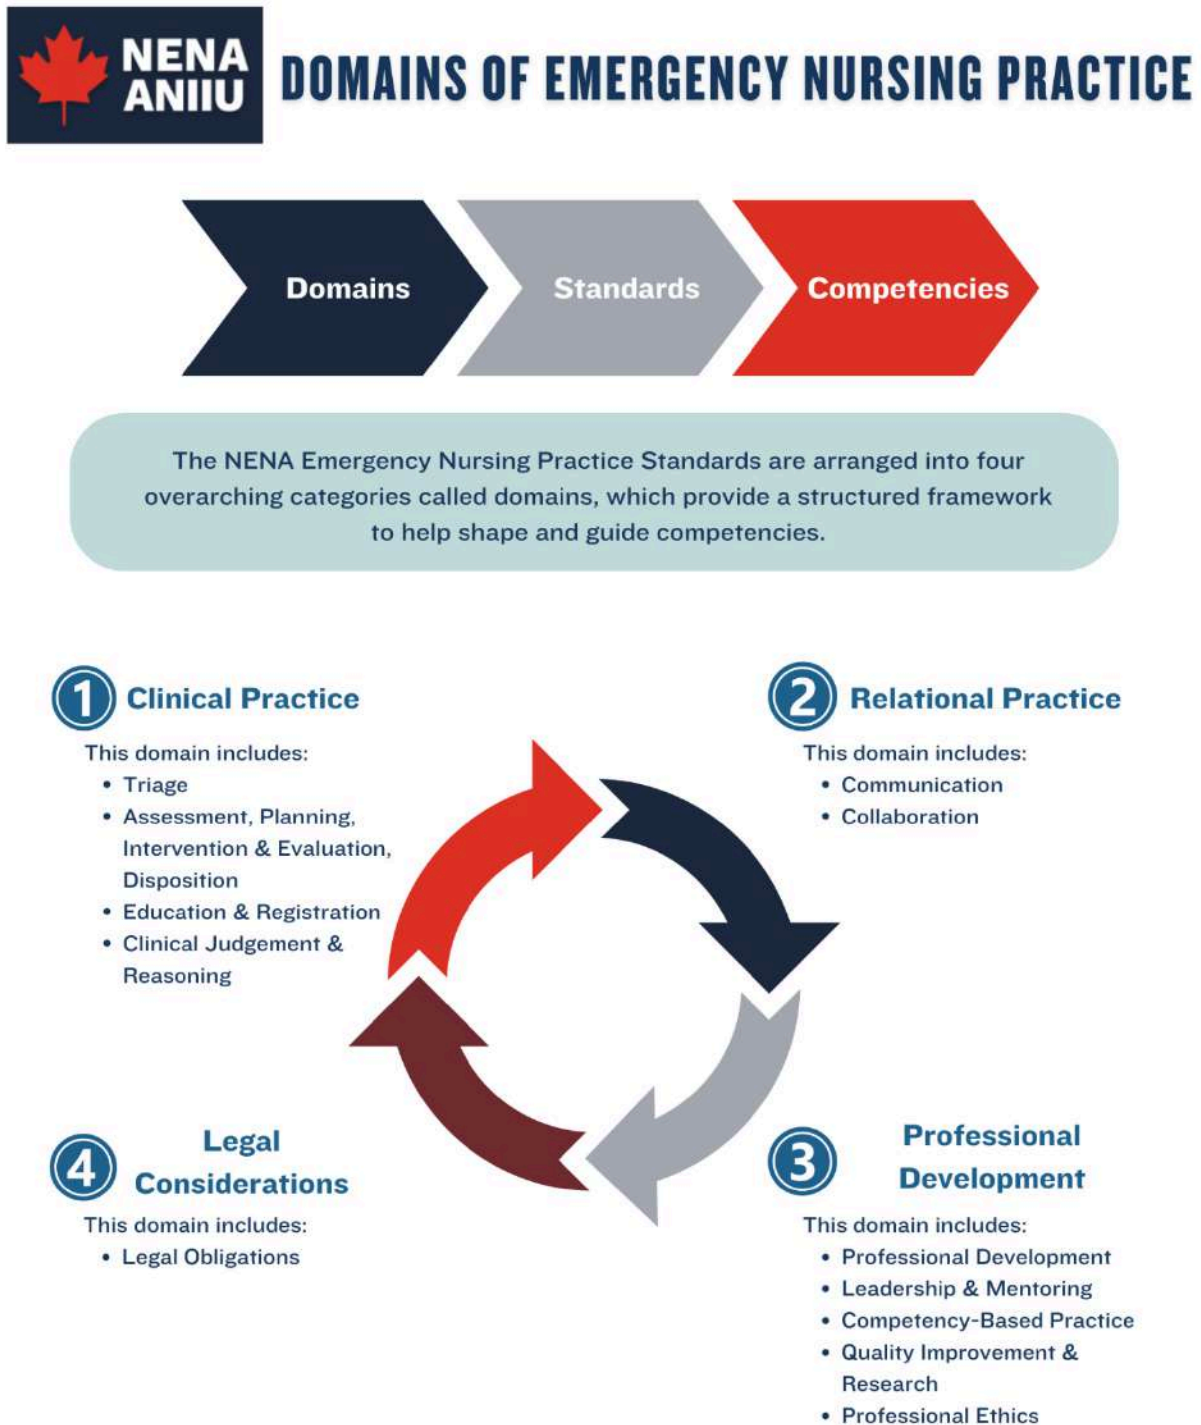 NENA
ANIIU
DOMAINS OF EMERGENCY NURSING PRACTICE
Domains
Standards
Competencies
The NENA Emergency Nursing Practice Standards are arranged into four
overarching categories called domains, which provide a structured framework
to help shape and guide competencies.
1 Clinical Practice
This domain includes:
• Triage
• Assessment, Planning,
Intervention & Evaluation,
Disposition
• Education & Registration
• Clinical Judgement &
Reasoning
2 Relational Practice
This domain includes:
• Communication
• Collaboration
3 Professional
Development
This domain includes:
• Professional Development
• Leadership & Mentoring
• Competency-Based Practice
• Quality Improvement &
Research
• Professional Ethics
4 Legal
Considerations
This domain includes:
• Legal Obligations